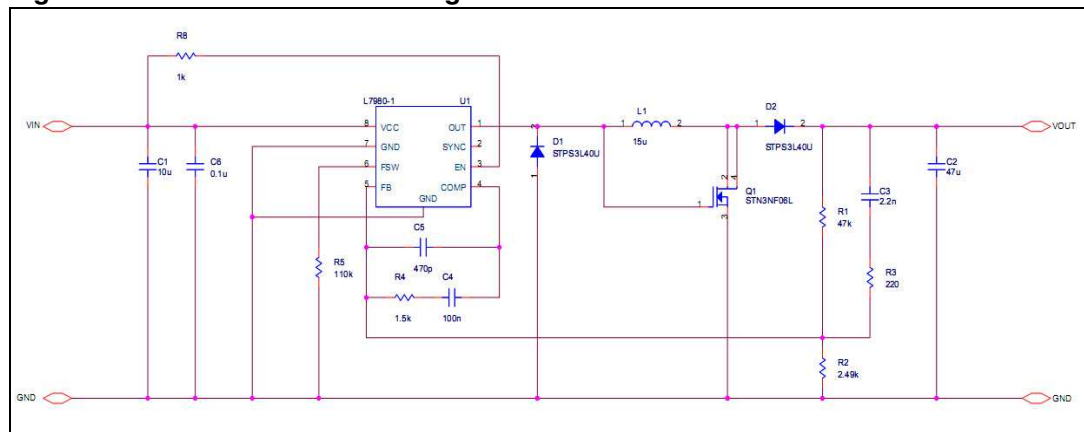 R8
1k
L7980-1 U1
VIN
8 VCC OUT 1
7 GND SYNC 2
6 FSW EN 3
5 FB COMP 4
GND
C1
10u
C6
0.1u
R5
110k
C5
470p
R4
1.5k
C4
100n
2
D1
STPS3L40U
1
L1
1 2
15u
D2
1 2
STPS3L40U
VOUT
2 4
Q1
STN3NF06L
1
3
C3
2.2n
C2
47u
R1
47k
R3
220
R2
2.49k
GND
GND